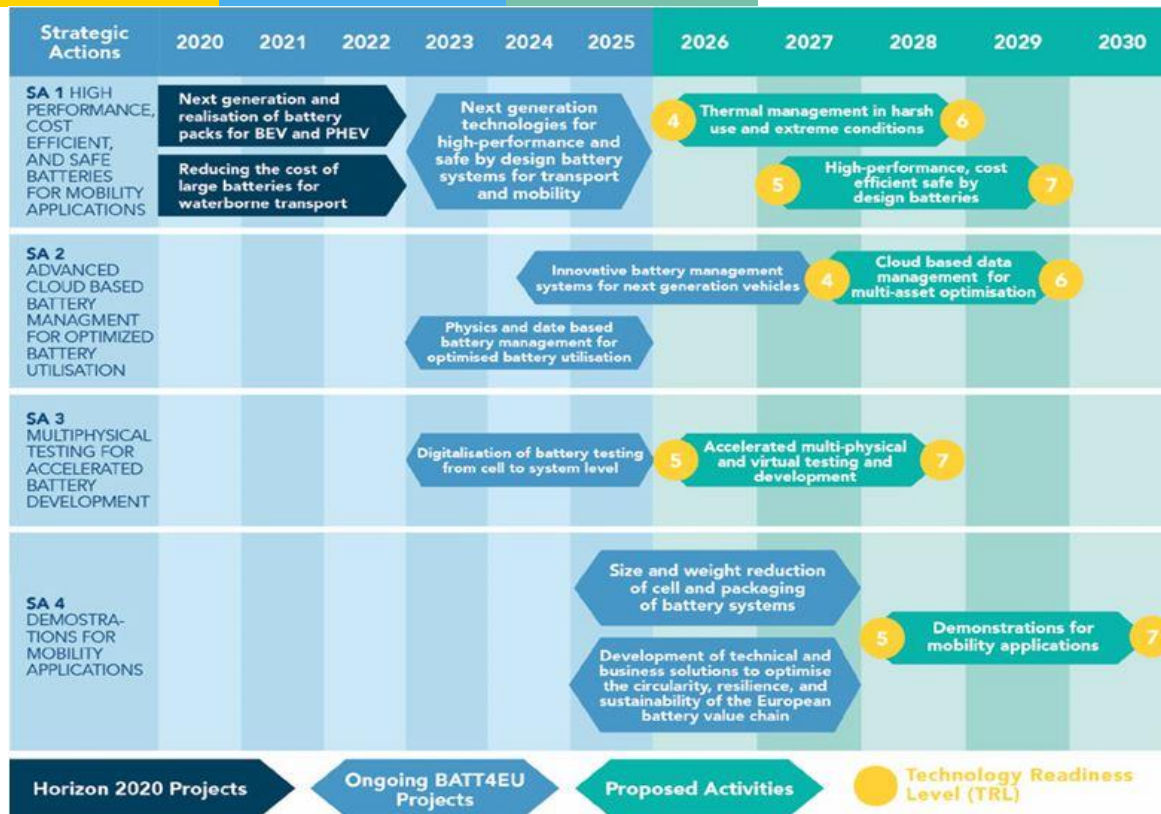 Strategic
Actions
2020
2021
2022
2023
2024
2025
2026
2027
2028
2029
2030
SA 1 HIGH
PERFORMANCE,
COST
EFFICIENT,
AND SAFE
BATTERIES
FOR MOBILITY
APPLICATIONS
Next generation and
realisation of battery
packs for BEV and PHEV
Reducing the cost of
large batteries for
waterborne transport
Next generation
technologies for
high-performance and
safe by design battery
systems for transport
and mobility
4
Thermal management in harsh
use and extreme conditions
6
5
High-performance, cost
efficient safe by
design batteries
7
SA 2
ADVANCED
CLOUD BASED
BATTERY
MANAGMENT
FOR OPTIMIZED
BATTERY
UTILISATION
Innovative battery management
systems for next generation vehicles
4
Cloud based data
management for
multi-asset optimisation
6
Physics and date based
battery management for
optimised battery utilisation
SA 3
MULTIPHYSICAL
TESTING FOR
ACCELERATED
BATTERY
DEVELOPMENT
Digitalisation of battery testing
from cell to system level
5
Accelerated multi-physical
and virtual testing and
development
7
SA 4
DEMOSTRA-
TIONS FOR
MOBILITY
APPLICATIONS
Size and weight reduction
of cell and packaging
of battery systems
Development of technical and
business solutions to optimise
the circularity, resilience, and
sustainability of the European
battery value chain
5
Demonstrations for
mobility applications
7
Horizon 2020 Projects
Ongoing BATT4EU
Projects
Proposed Activities
Technology Readiness
Level (TRL)